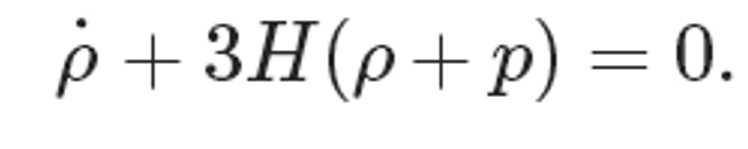 ρ̇ + 3H(ρ + p) = 0.